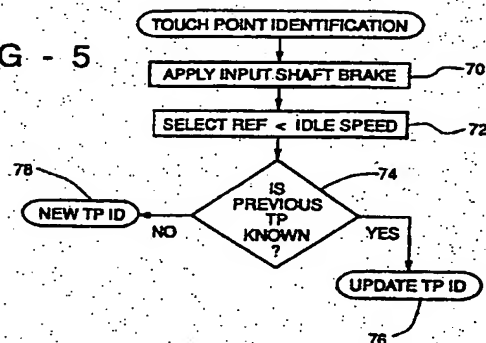 G - 5
TOUCH POINT IDENTIFICATION
APPLY INPUT SHAFT BRAKE
70
SELECT REF < IDLE SPEED
72
78
74
IS
PREVIOUS
TP
KNOWN
?
NEW TP ID
NO
YES
UPDATE TP ID
76